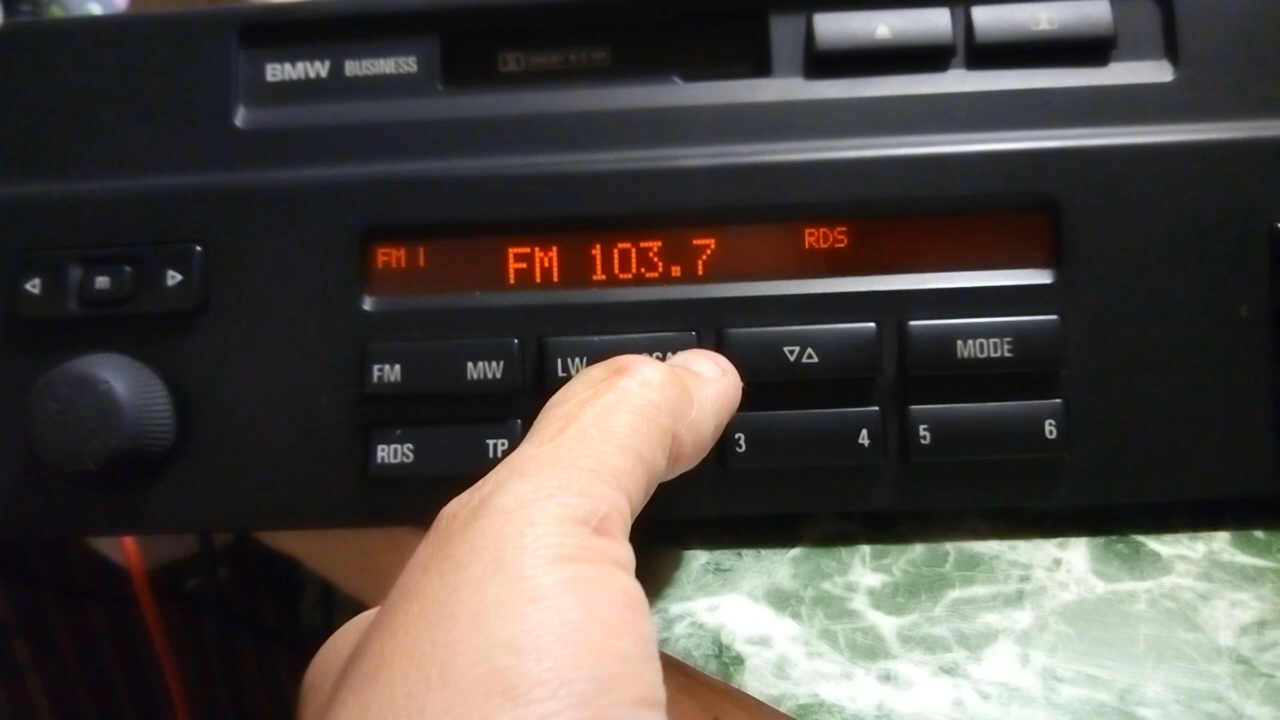 BMW BUSINESS
FM I FM 103.7 RDS
m
FM MW LW MODE
RDS TP 3 4 5 6